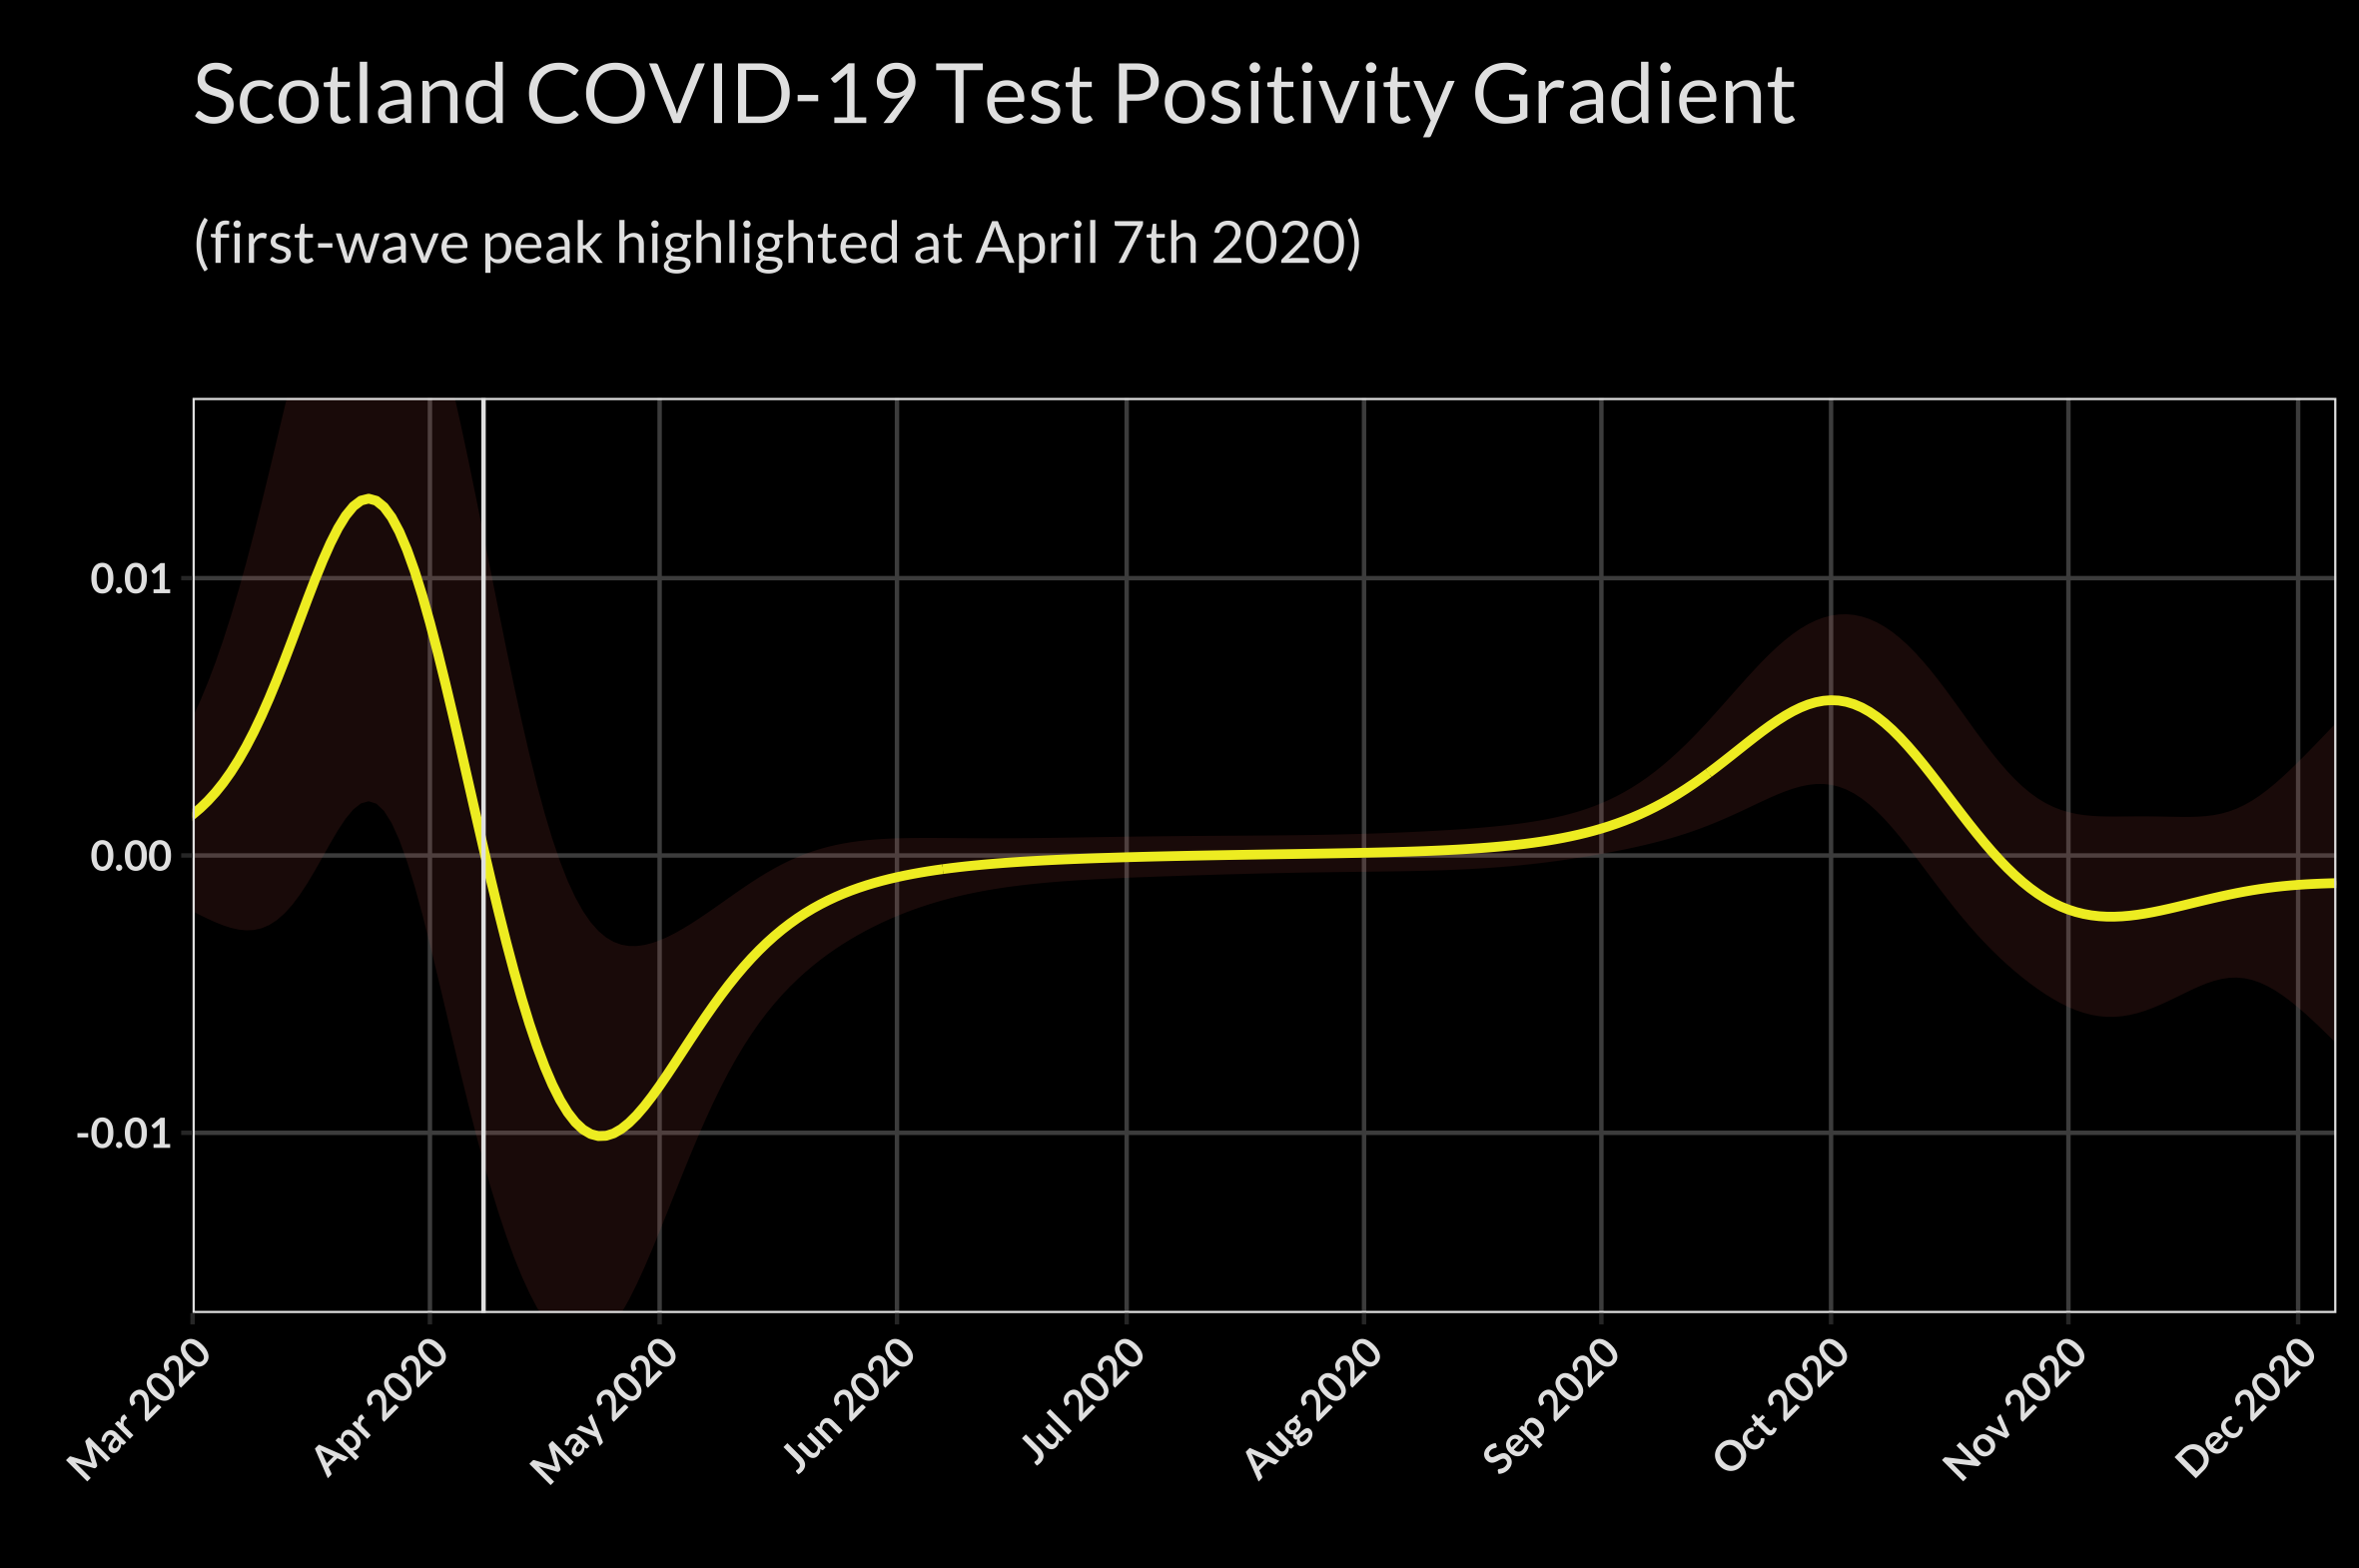 Scotland COVID-19 Test Positivity Gradient
(first-wave peak highlighted at April 7th 2020)
0.01
0.00
-0.01
Mar 2020
Apr 2020
May 2020
Jun 2020
Jul 2020
Aug 2020
Sep 2020
Oct 2020
Nov 2020
Dec 2020